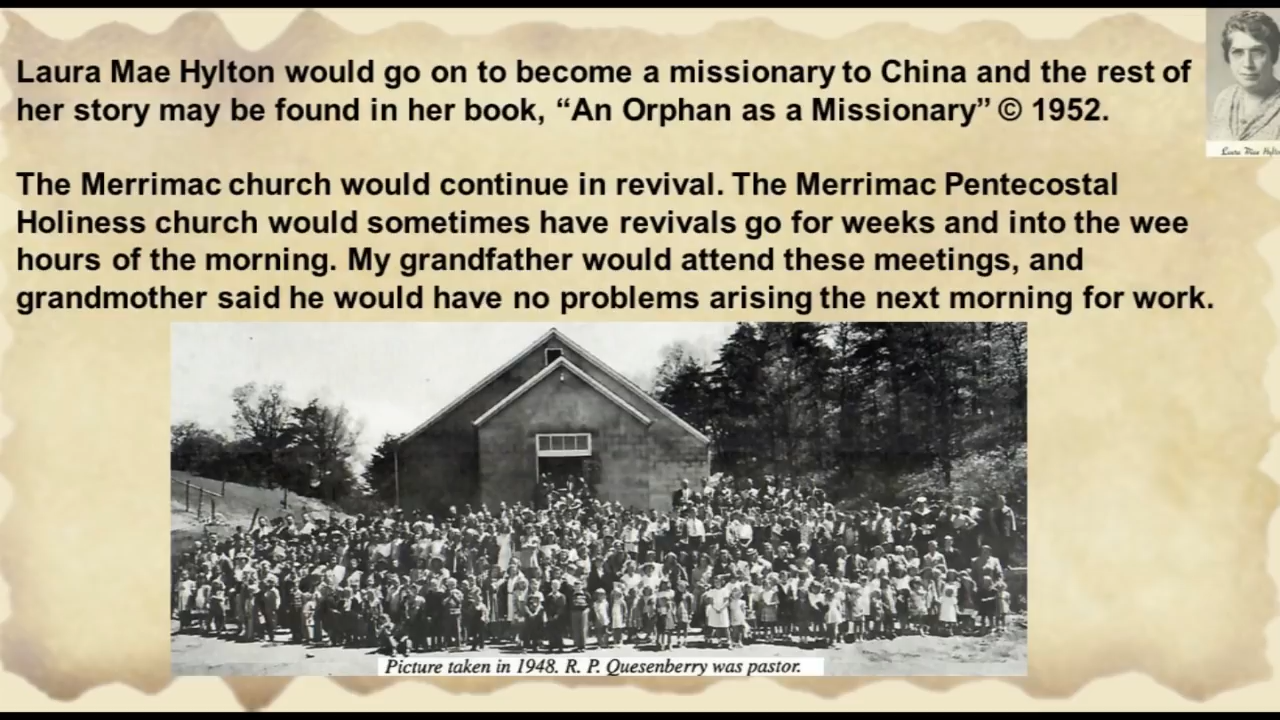 Laura Mae Hylton would go on to become a missionary to China and the rest of
her story may be found in her book, “An Orphan as a Missionary” © 1952.
The Merrimac church would continue in revival. The Merrimac Pentecostal
Holiness church would sometimes have revivals go for weeks and into the wee
hours of the morning. My grandfather would attend these meetings, and
grandmother said he would have no problems arising the next morning for work.
Laura Mae
Picture taken in 1948. R. P. Quesenberry was pastor.